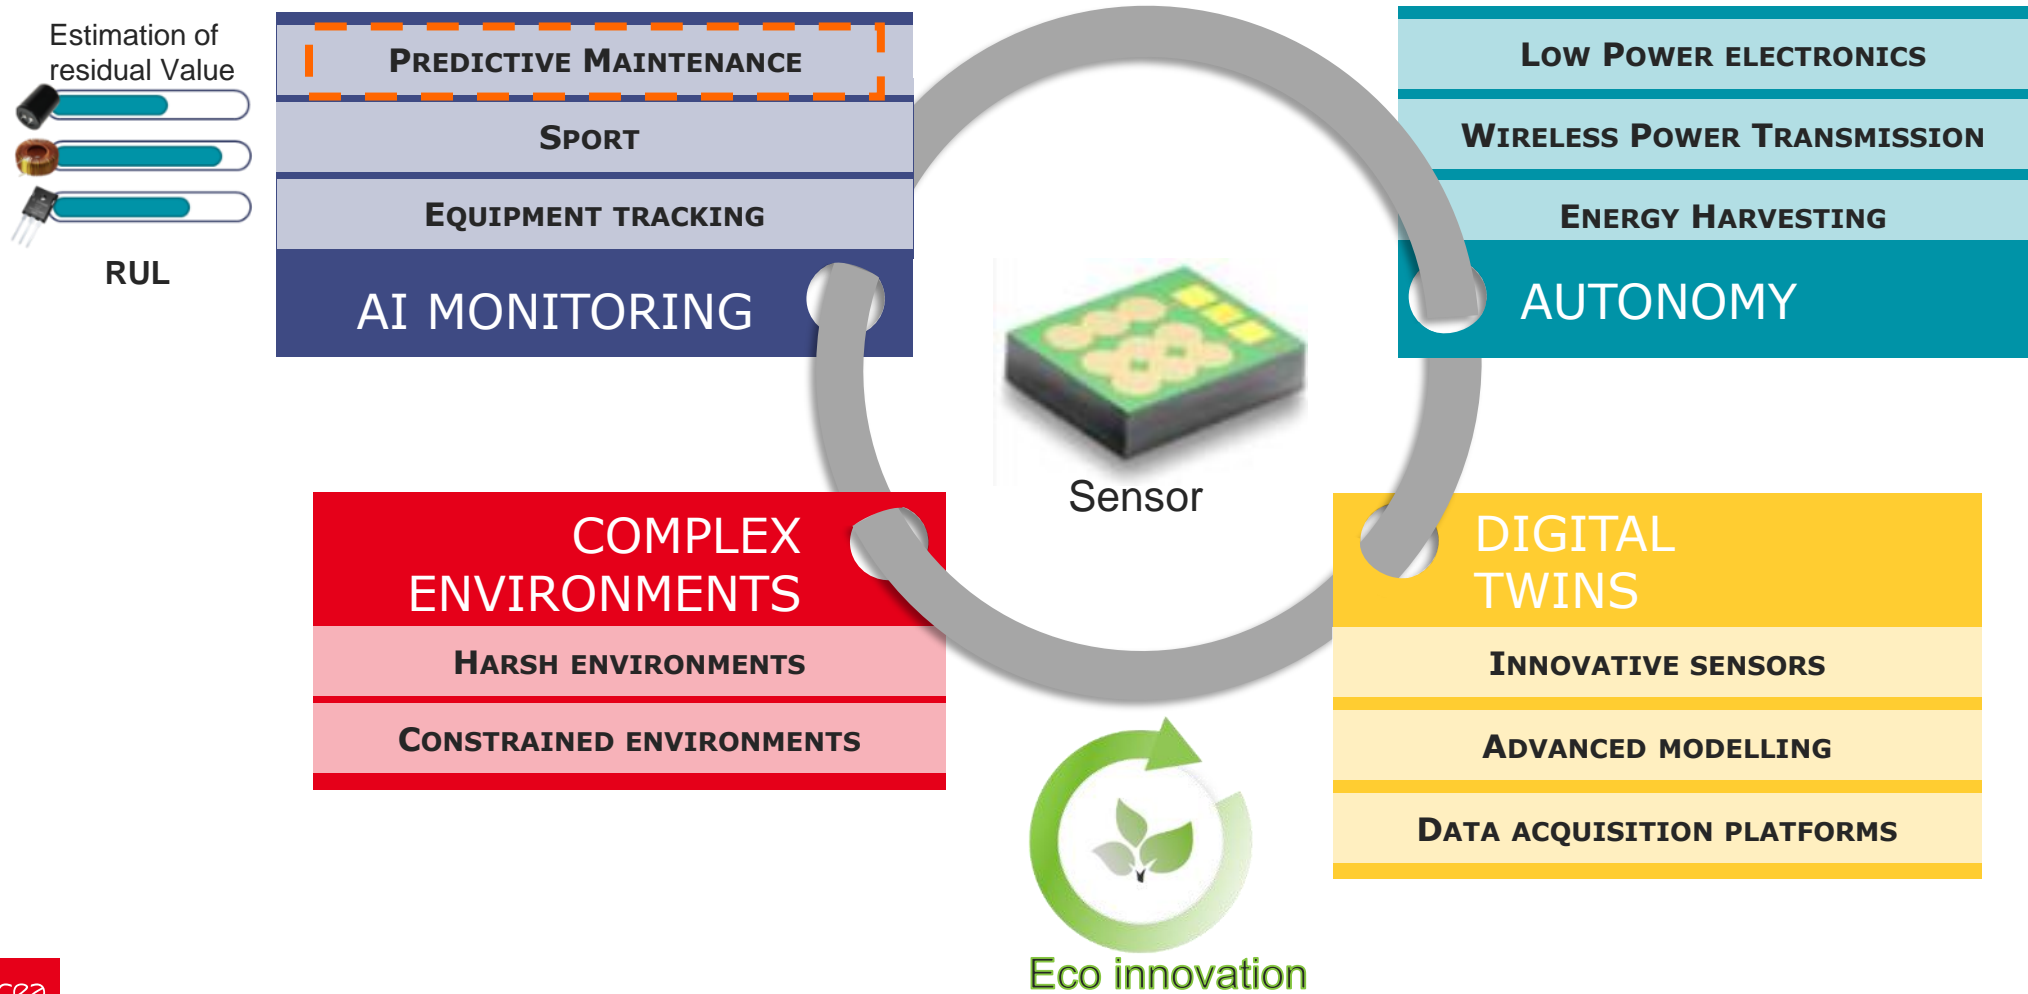 Estimation of
residual Value
RUL
PREDICTIVE MAINTENANCE
SPORT
EQUIPMENT TRACKING
AI MONITORING
LOW POWER ELECTRONICS
WIRELESS POWER TRANSMISSION
ENERGY HARVESTING
AUTONOMY
Sensor
COMPLEX
ENVIRONMENTS
HARSH ENVIRONMENTS
CONSTRAINED ENVIRONMENTS
DIGITAL
TWINS
INNOVATIVE SENSORS
ADVANCED MODELLING
DATA ACQUISITION PLATFORMS
Eco innovation
cea